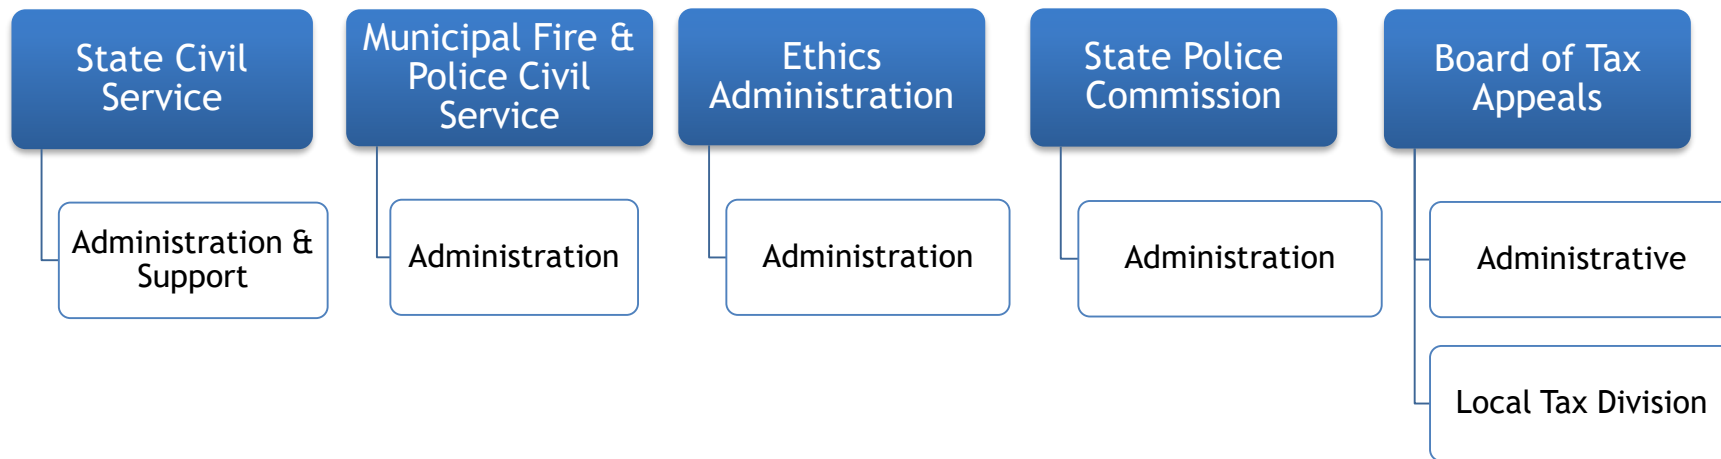 State Civil
Service
Municipal Fire &
Police Civil
Service
Ethics
Administration
State Police
Commission
Board of Tax
Appeals
Administration &
Support
Administration
Administration
Administration
Administrative
Local Tax Division